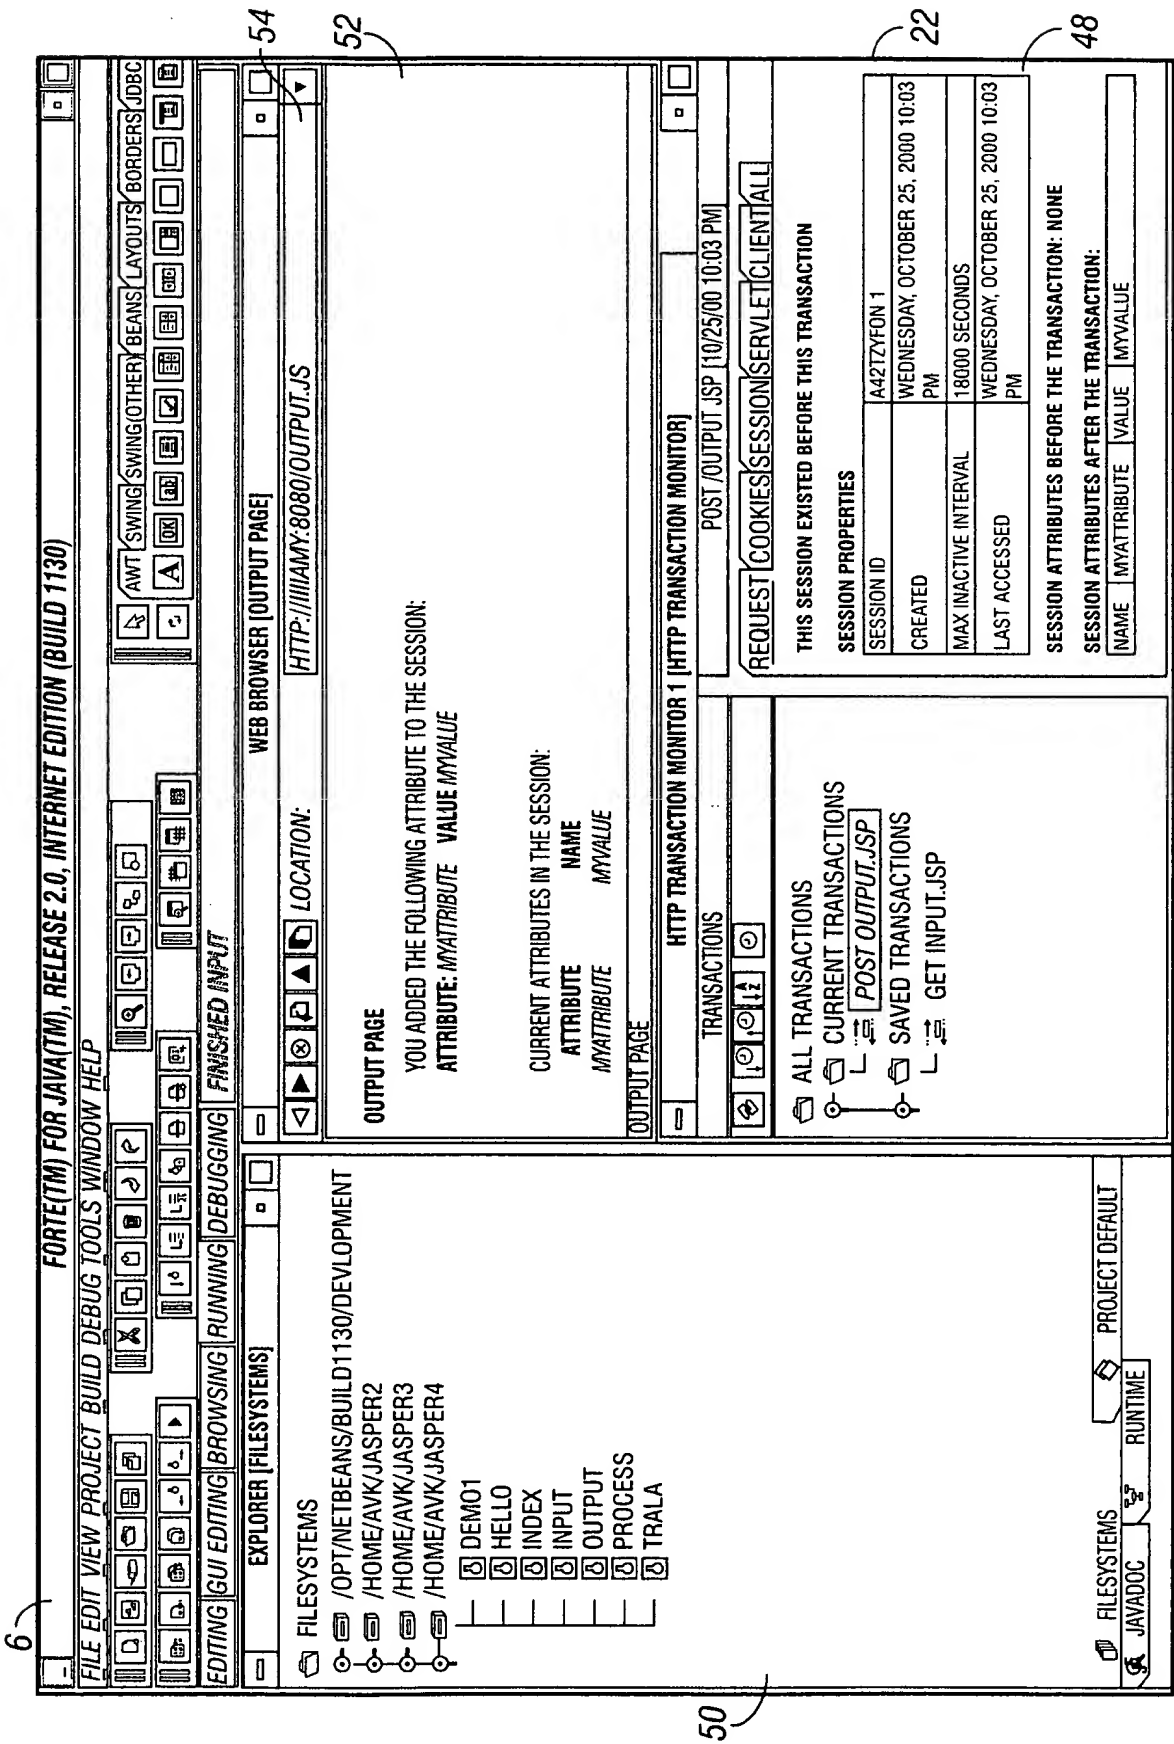 6
FORTE(TM) FOR JAVA(TM), RELEASE 2.0, INTERNET EDITION (BUILD 1130)
FILE EDIT VIEW PROJECT BUILD DEBUG TOOLS WINDOW HELP
AWT SWING SWING(OTHER) BEANS LAYOUTS BORDERS JDBC
A OK ab
EDITING GUI EDITING BROWSING RUNNING DEBUGGING FINISHED INPUT
EXPLORER [FILESYSTEMS]
FILESYSTEMS
/OPT/NETBEANS/BUILD1130/DEVLOPMENT
/HOME/AVK/JASPER2
/HOME/AVK/JASPER3
/HOME/AVK/JASPER4
DEMO1
HELLO
INDEX
INPUT
OUTPUT
PROCESS
TRALA
FILESYSTEMS
PROJECT DEFAULT
JAVADOC
RUNTIME
50
WEB BROWSER [OUTPUT PAGE]
LOCATION:
54
52
OUTPUT PAGE
YOU ADDED THE FOLLOWING ATTRIBUTE TO THE SESSION:
ATTRIBUTE: MYATTRIBUTE VALUE MYVALUE
CURRENT ATTRIBUTES IN THE SESSION:
ATTRIBUTE NAME
MYATTRIBUTE MYVALUE
OUTPUT PAGE
HTTP TRANSACTION MONITOR 1 [HTTP TRANSACTION MONITOR]
TRANSACTIONS
A
Z
ALL TRANSACTIONS
CURRENT TRANSACTIONS
POST OUTPUT.JSP
SAVED TRANSACTIONS
GET INPUT.JSP
POST /OUTPUT JSP [10/25/00 10:03 PM]
REQUEST COOKIES SESSION SERVLET CLIENT ALL
THIS SESSION EXISTED BEFORE THIS TRANSACTION
SESSION PROPERTIES
SESSION ID A42TZYFON 1
CREATED WEDNESDAY, OCTOBER 25, 2000 10:03
PM
MAX INACTIVE INTERVAL 18000 SECONDS
LAST ACCESSED WEDNESDAY, OCTOBER 25, 2000 10:03
PM
SESSION ATTRIBUTES BEFORE THE TRANSACTION: NONE
SESSION ATTRIBUTES AFTER THE TRANSACTION:
NAME MYATTRIBUTE VALUE MYVALUE
22
48